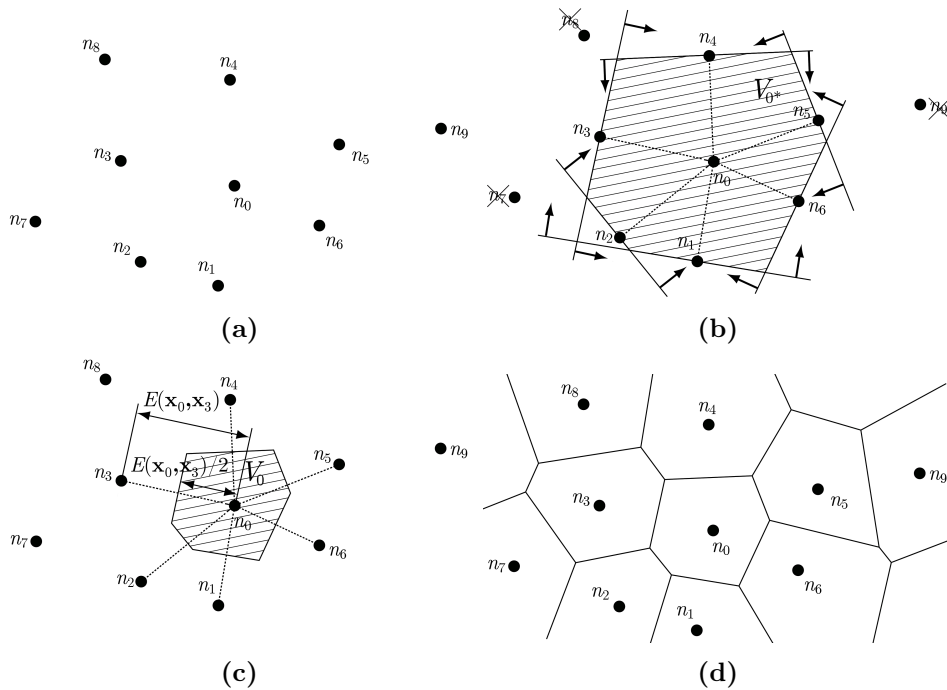 n₈
n₄
n₃
n₅
n₉
n₀
n₇
n₆
n₂
n₁
(a)
n₈
n₄
V₀*
n₉
n₅
n₃
n₀
n₇
n₆
n₂
n₁
(b)
n₈
n₄
E(x₀,x₃)
n₉
n₃
E(x₀,x₃)/2
V₀
n₅
n₀
n₇
n₆
n₂
n₁
(c)
n₈
n₄
n₉
n₃
n₅
n₀
n₇
n₆
n₂
n₁
(d)